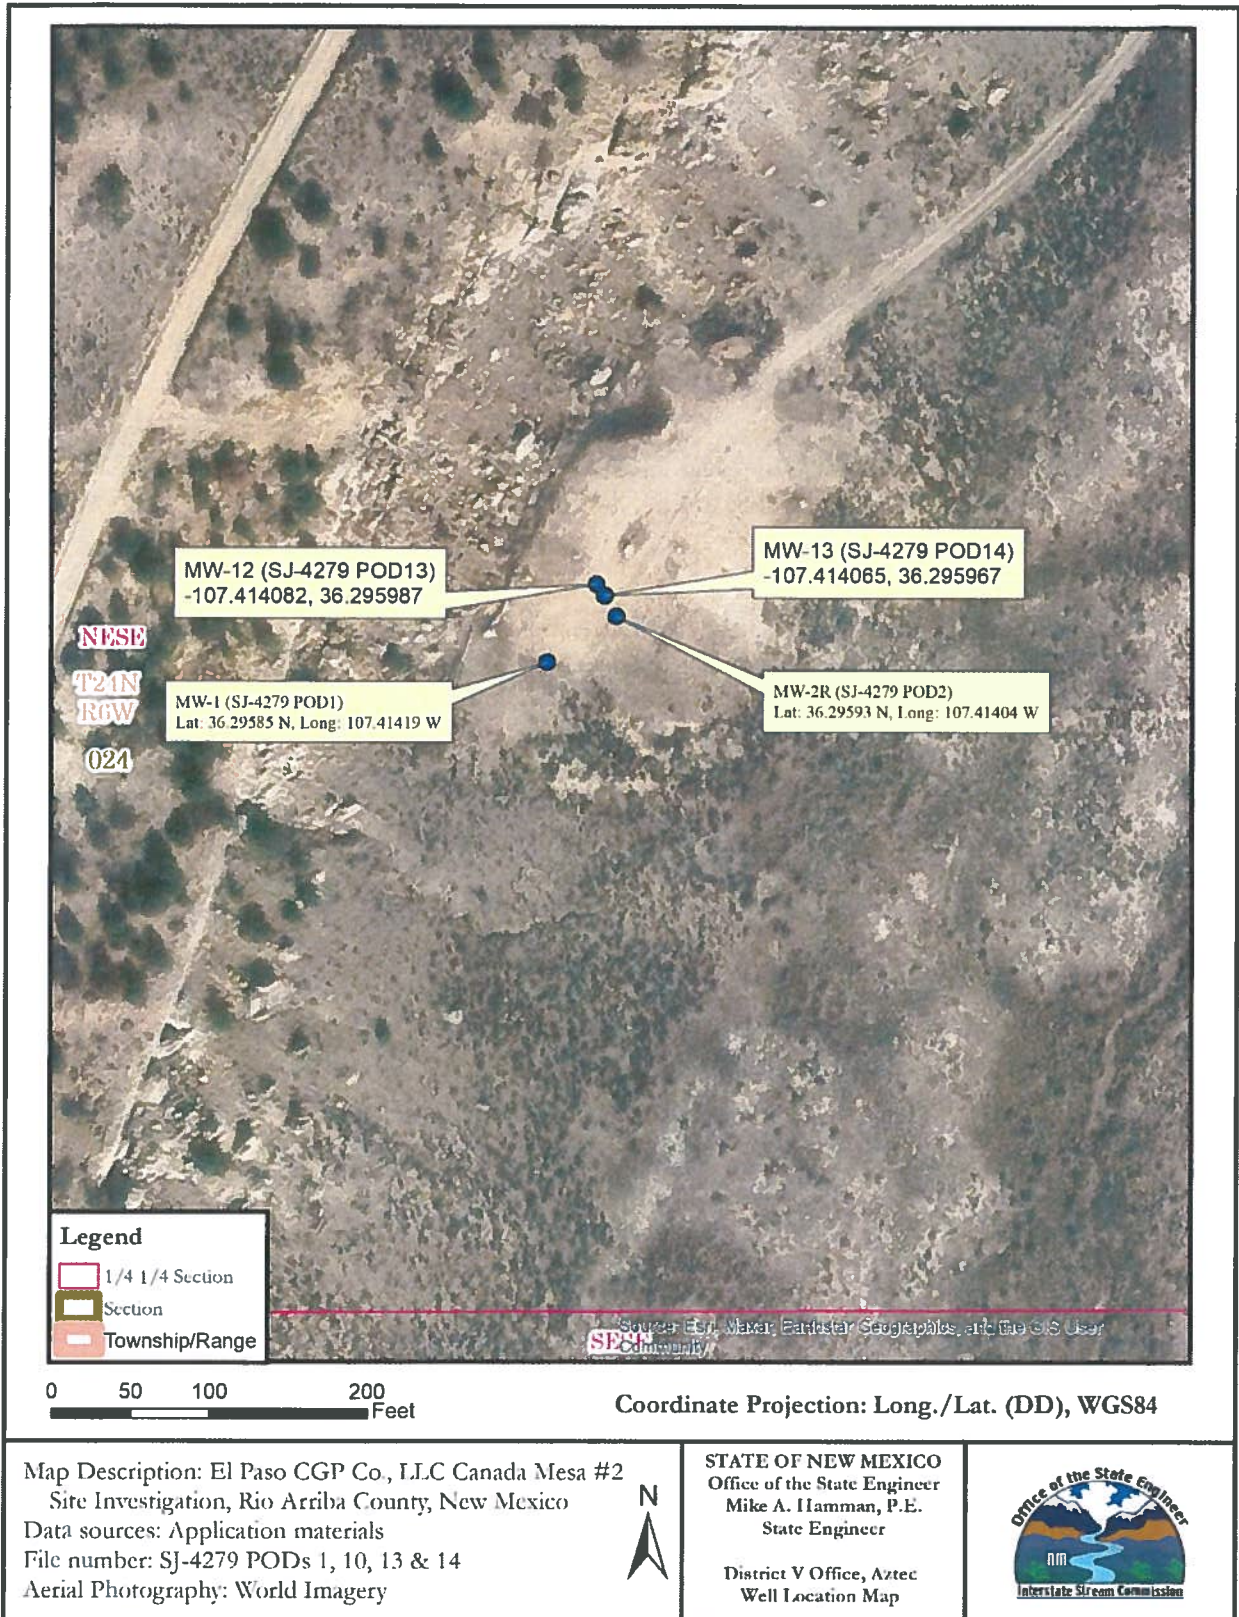 MW-12 (SJ-4279 POD13)
-107.414082, 36.295987
MW-13 (SJ-4279 POD14)
-107.414065, 36.295967
NESE
T24N
R6W
024
MW-1 (SJ-4279 POD1)
Lat: 36.29585 N, Long: 107.41419 W
MW-2R (SJ-4279 POD2)
Lat: 36.29593 N, Long: 107.41404 W
Legend
1/4 1/4 Section
Section
Township/Range
SESE
Source: Esri, Maxar, Earthstar Geographics, and the GIS User
Community
0 50 100 200
Feet
Coordinate Projection: Long./Lat. (DD), WGS84
Map Description: El Paso CGP Co., LLC Canada Mesa #2
Site Investigation, Rio Arriba County, New Mexico
Data sources: Application materials
File number: SJ-4279 PODs 1, 10, 13 & 14
Aerial Photography: World Imagery
N
STATE OF NEW MEXICO
Office of the State Engineer
Mike A. Hamman, P.E.
State Engineer
District V Office, Aztec
Well Location Map
Office of the State Engineer
nm
Interstate Stream Commission